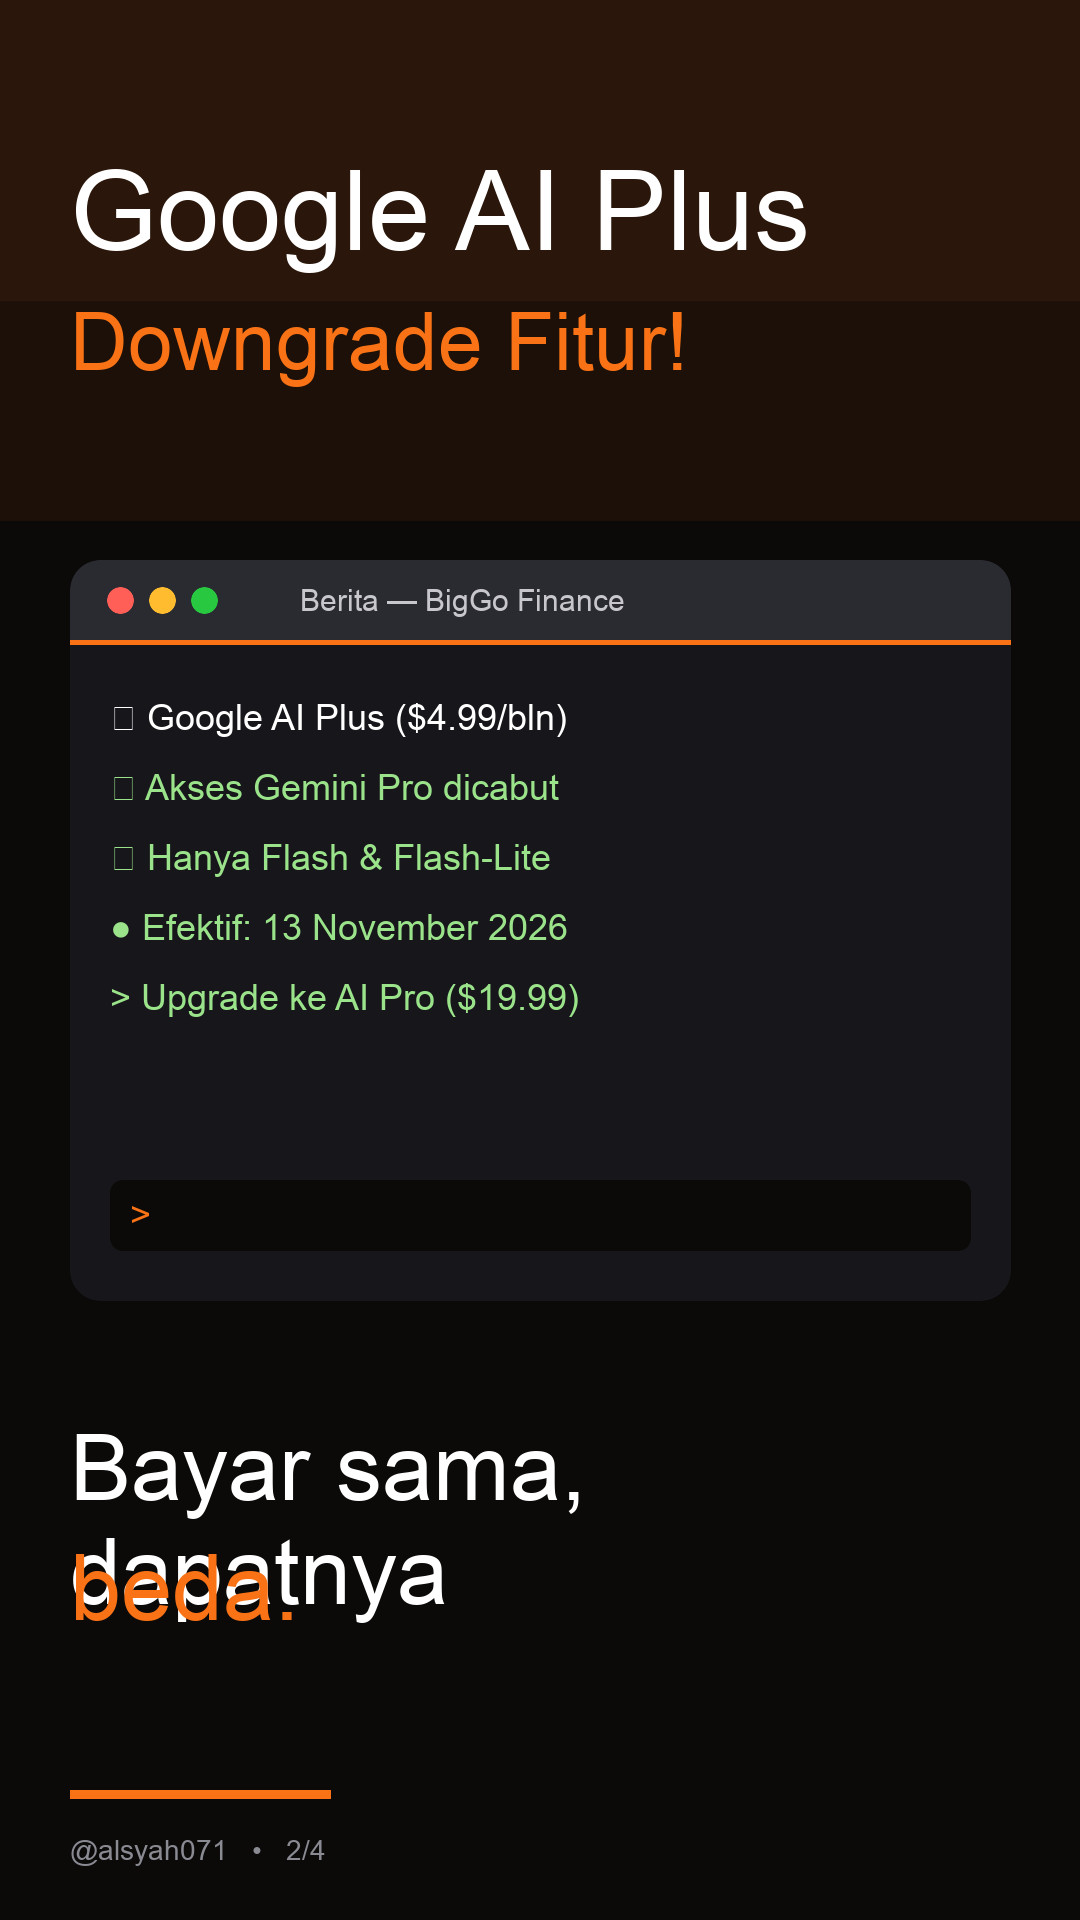 Google AI Plus
Downgrade Fitur!
Berita — BigGo Finance
□ Google AI Plus ($4.99/bln)
□ Akses Gemini Pro dicabut
□ Hanya Flash & Flash-Lite
● Efektif: 13 November 2026
> Upgrade ke AI Pro ($19.99)
>
Bayar sama,
dapatnya
beda.
@alsyah071 • 2/4